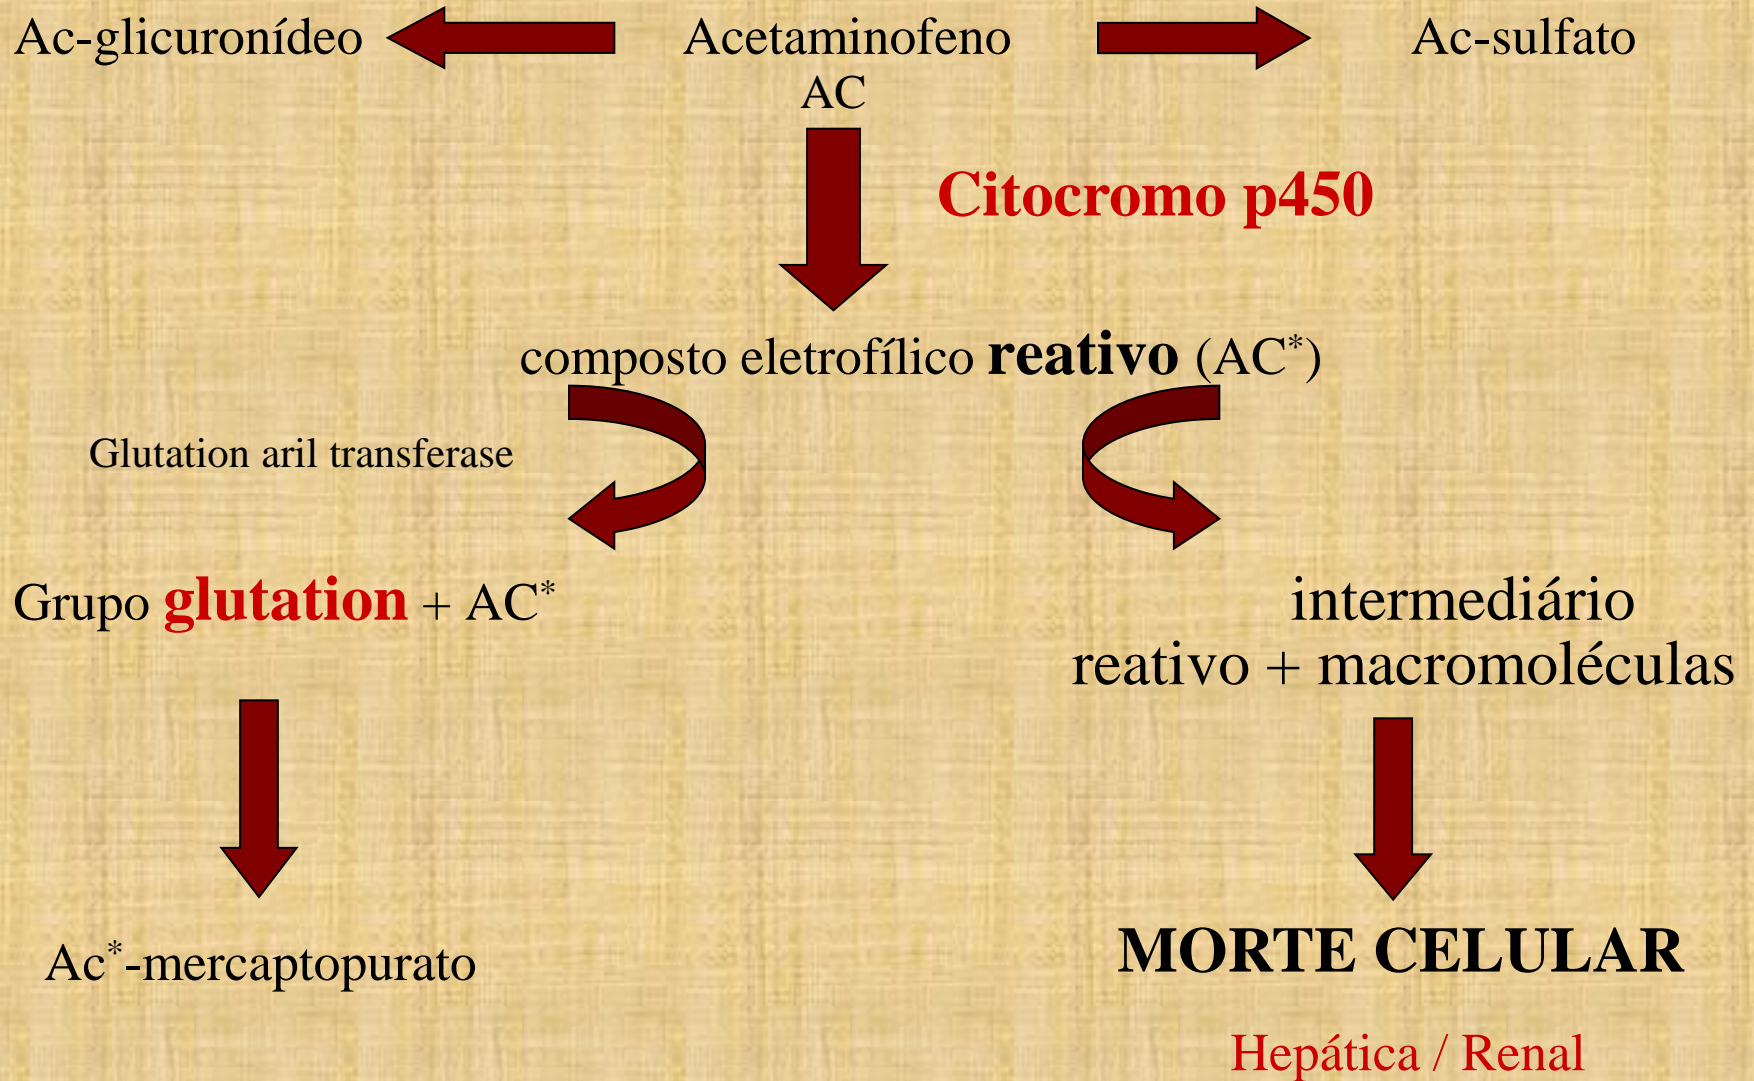 Ac-glicuronídeo Acetaminofeno Ac-sulfato
AC
Citocromo p450
composto eletrofílico reativo (AC*)
Glutation aril transferase
Grupo glutation + AC*
intermediário
reativo + macromoléculas
Ac*-mercaptopurato
MORTE CELULAR
Hepática / Renal